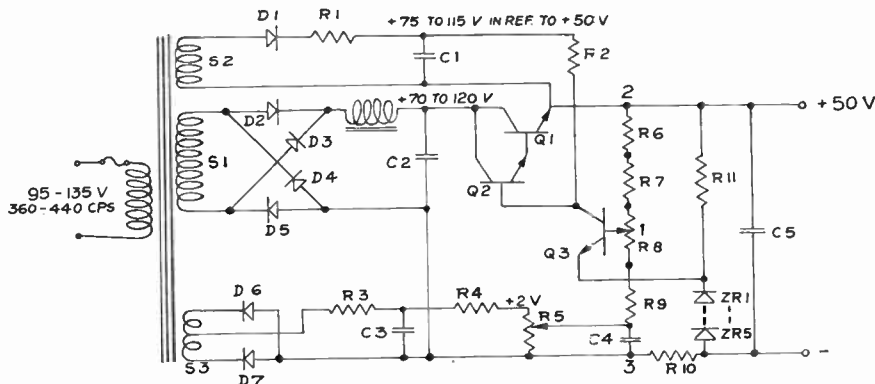 D1
R1
+75 TO 115 V IN REF. TO +50 V
S2
C1
R2
+70 TO 120 V
2
+50 V
D2
R6
D3
Q1
S1
C2
R7
R11
D4
Q2
95-135 V
360-440 CPS
1
C5
D5
Q3
R8
D6
R3
R4
+2 V
R9
ZR1
R5
C3
C4
ZR5
S3
D7
3
R10
-